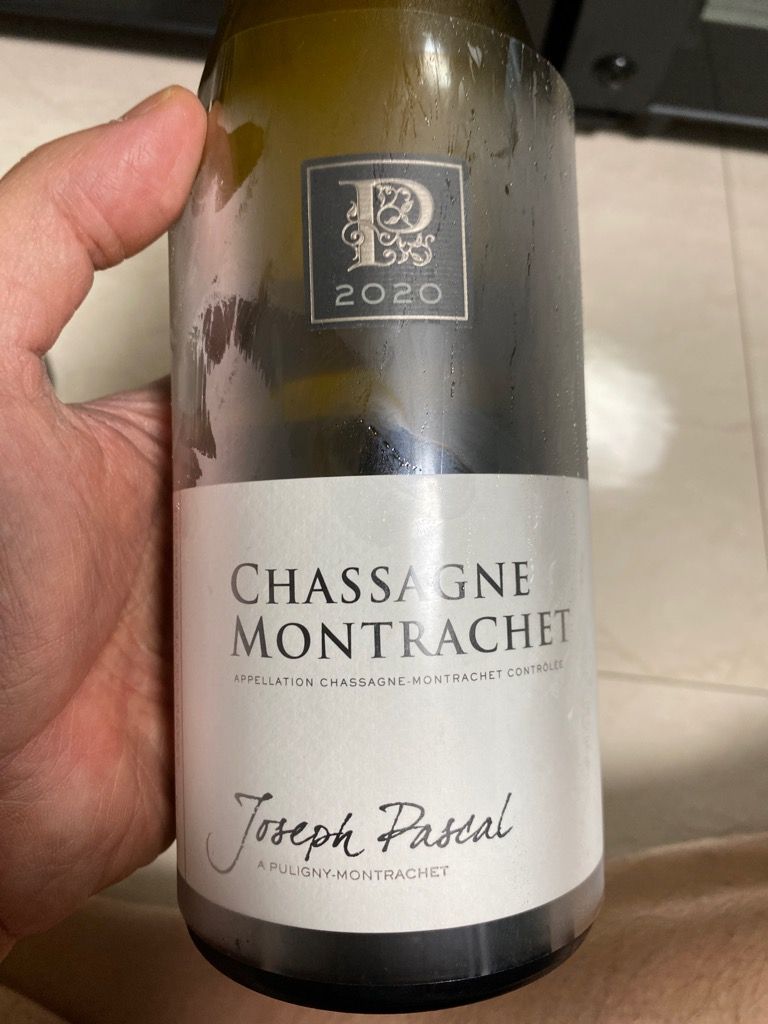 P
2020
CHASSAGNE
MONTRACHET
APPELLATION CHASSAGNE-MONTRACHET CONTRÔLÉE
Joseph Pascal
A PULIGNY-MONTRACHET